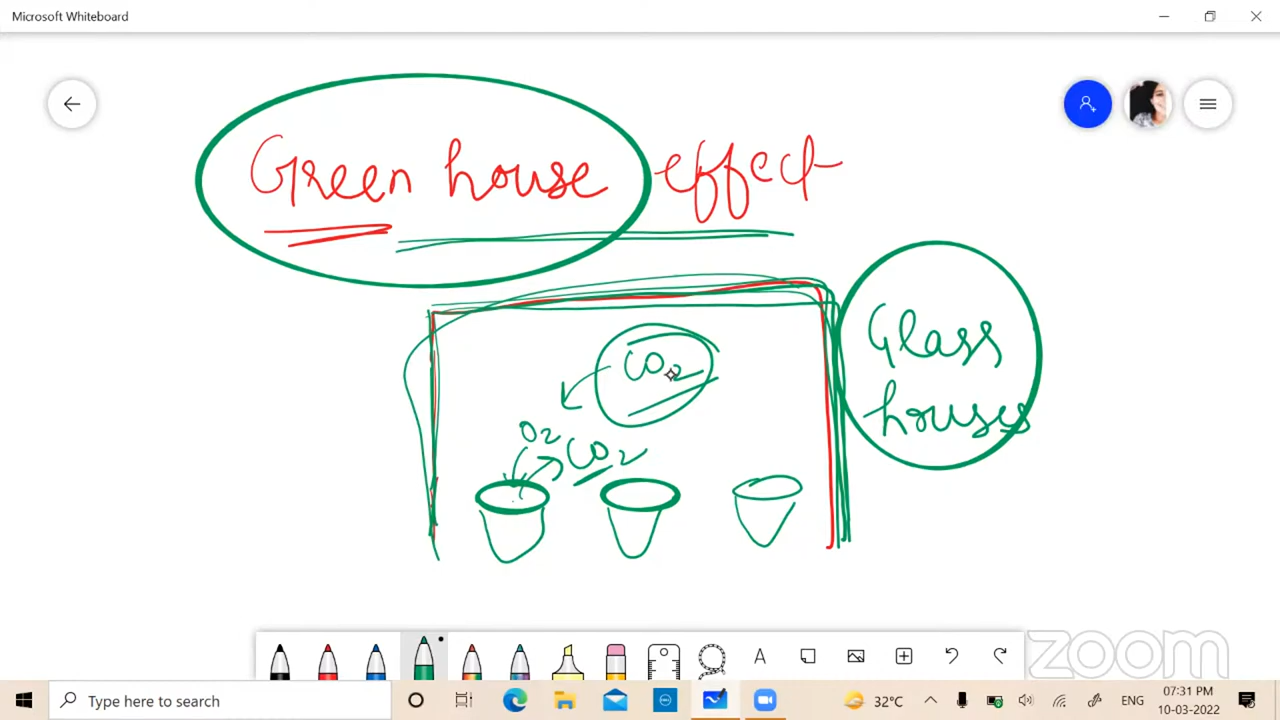 Microsoft Whiteboard
Green house effect
Glass
houses
CO2
O2 CO2
zoom
Type here to search
32°C
ENG
07:31 PM
10-03-2022